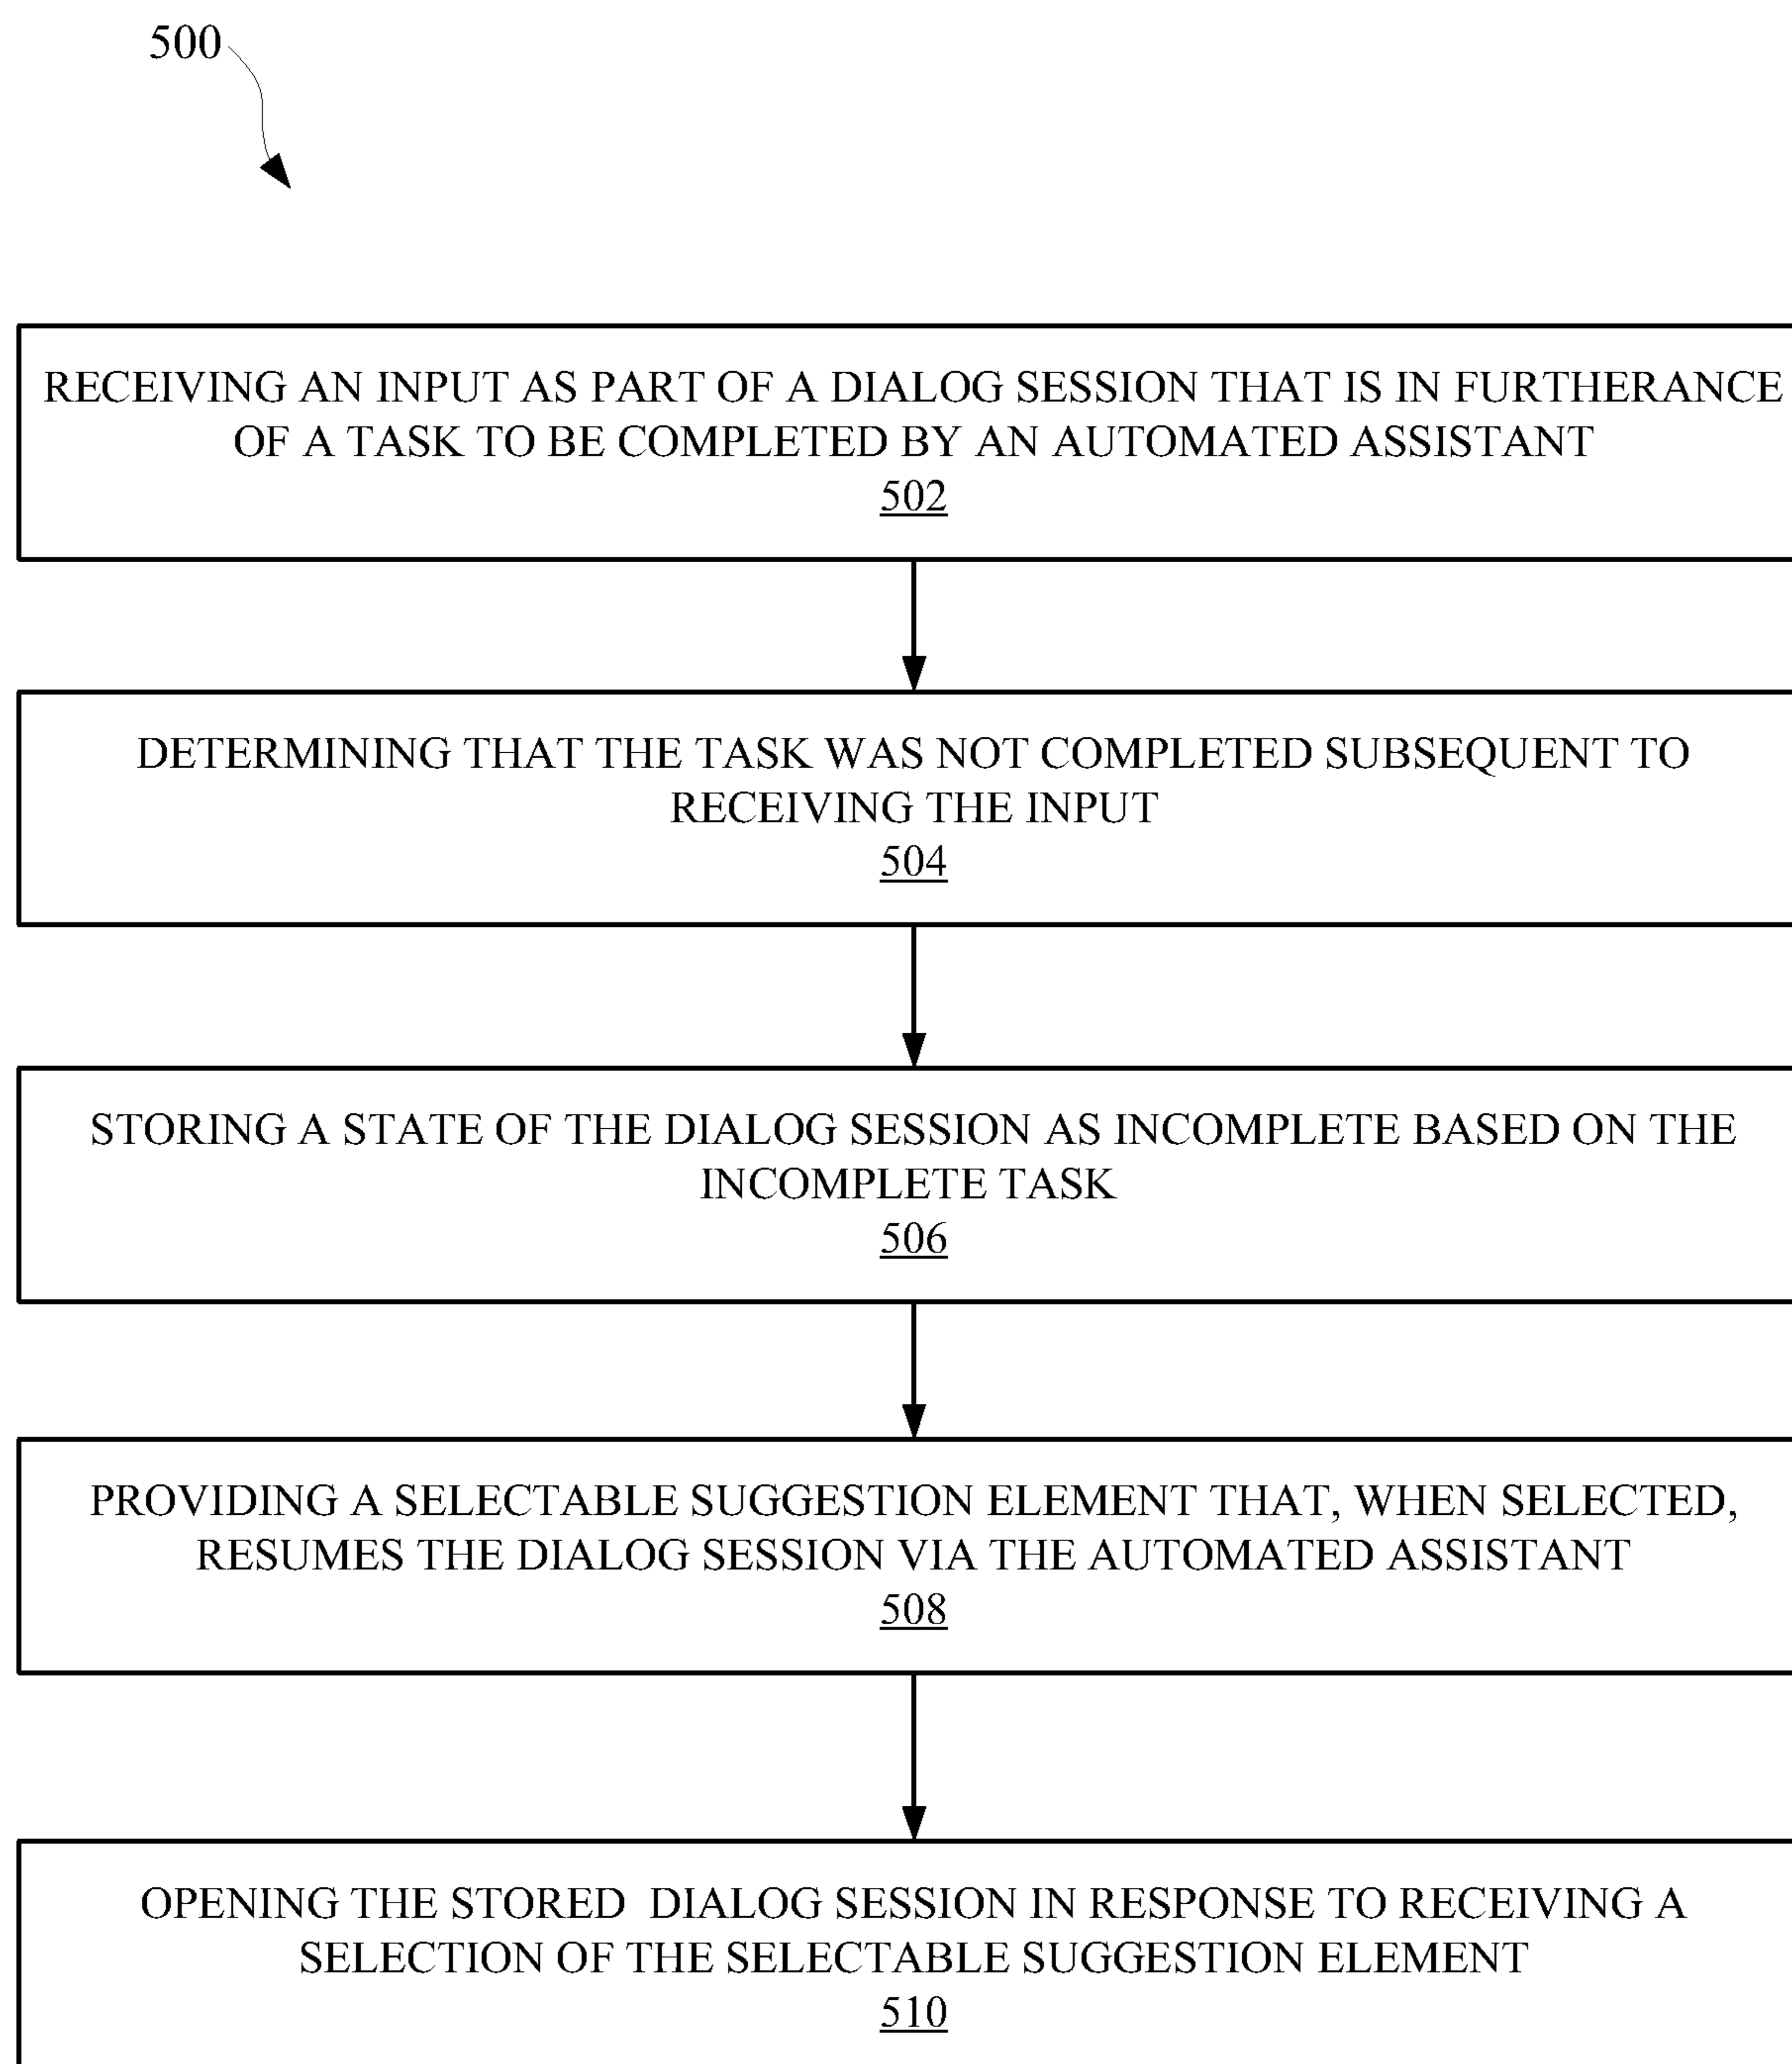 500
RECEIVING AN INPUT AS PART OF A DIALOG SESSION THAT IS IN FURTHERANCE
OF A TASK TO BE COMPLETED BY AN AUTOMATED ASSISTANT
502
DETERMINING THAT THE TASK WAS NOT COMPLETED SUBSEQUENT TO
RECEIVING THE INPUT
504
STORING A STATE OF THE DIALOG SESSION AS INCOMPLETE BASED ON THE
INCOMPLETE TASK
506
PROVIDING A SELECTABLE SUGGESTION ELEMENT THAT, WHEN SELECTED,
RESUMES THE DIALOG SESSION VIA THE AUTOMATED ASSISTANT
508
OPENING THE STORED DIALOG SESSION IN RESPONSE TO RECEIVING A
SELECTION OF THE SELECTABLE SUGGESTION ELEMENT
510